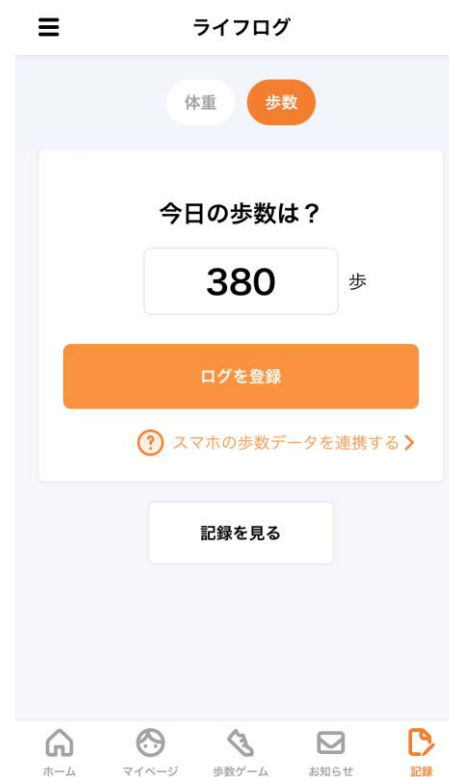 ライフログ
体重
歩数
今日の歩数は？
380 歩
ログを登録
? スマホの歩数データを連携する
記録を見る
ホーム
マイページ
歩数ゲーム
お知らせ
記録